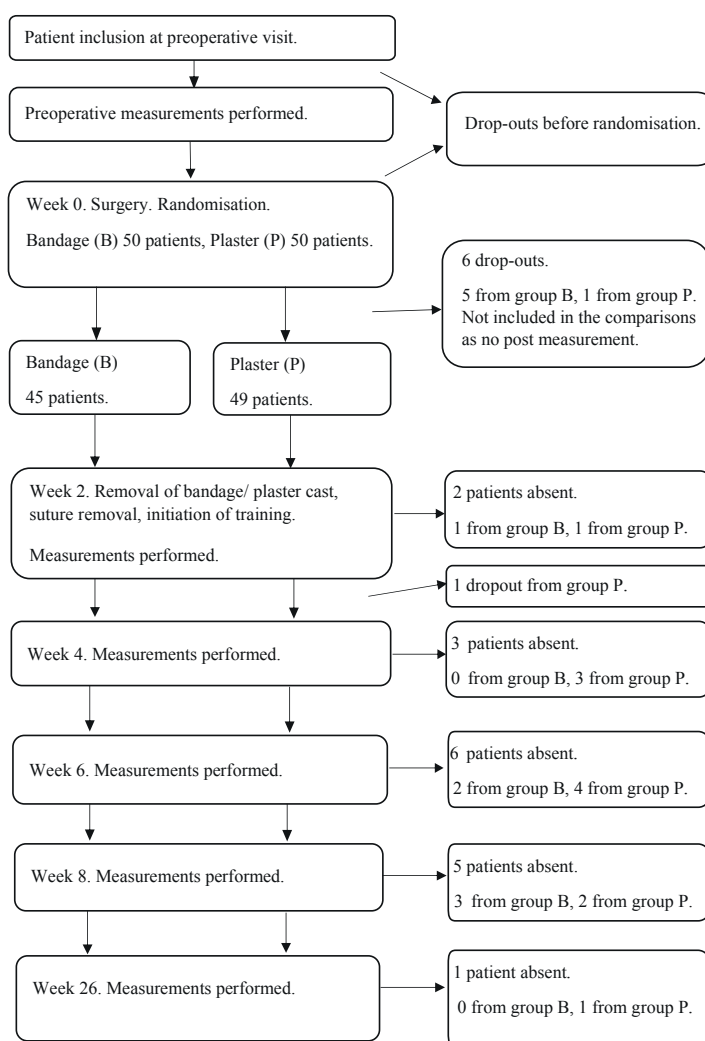 Patient inclusion at preoperative visit.
Preoperative measurements performed.
Drop-outs before randomisation.
Week 0. Surgery. Randomisation.
Bandage (B) 50 patients, Plaster (P) 50 patients.
6 drop-outs.
5 from group B, 1 from group P.
Not included in the comparisons
as no post measurement.
Bandage (B)
45 patients.
Plaster (P)
49 patients.
Week 2. Removal of bandage/ plaster cast,
suture removal, initiation of training.
Measurements performed.
2 patients absent.
1 from group B, 1 from group P.
1 dropout from group P.
Week 4. Measurements performed.
3 patients absent.
0 from group B, 3 from group P.
Week 6. Measurements performed.
6 patients absent.
2 from group B, 4 from group P.
Week 8. Measurements performed.
5 patients absent.
3 from group B, 2 from group P.
Week 26. Measurements performed.
1 patient absent.
0 from group B, 1 from group P.